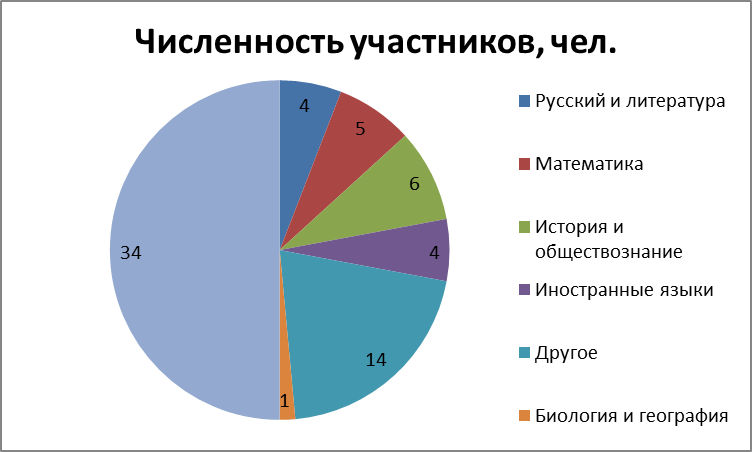 Численность участников, чел.
4
5
6
4
14
1
34
Русский и литература
Математика
История и
обществознание
Иностранные языки
Другое
Биология и география